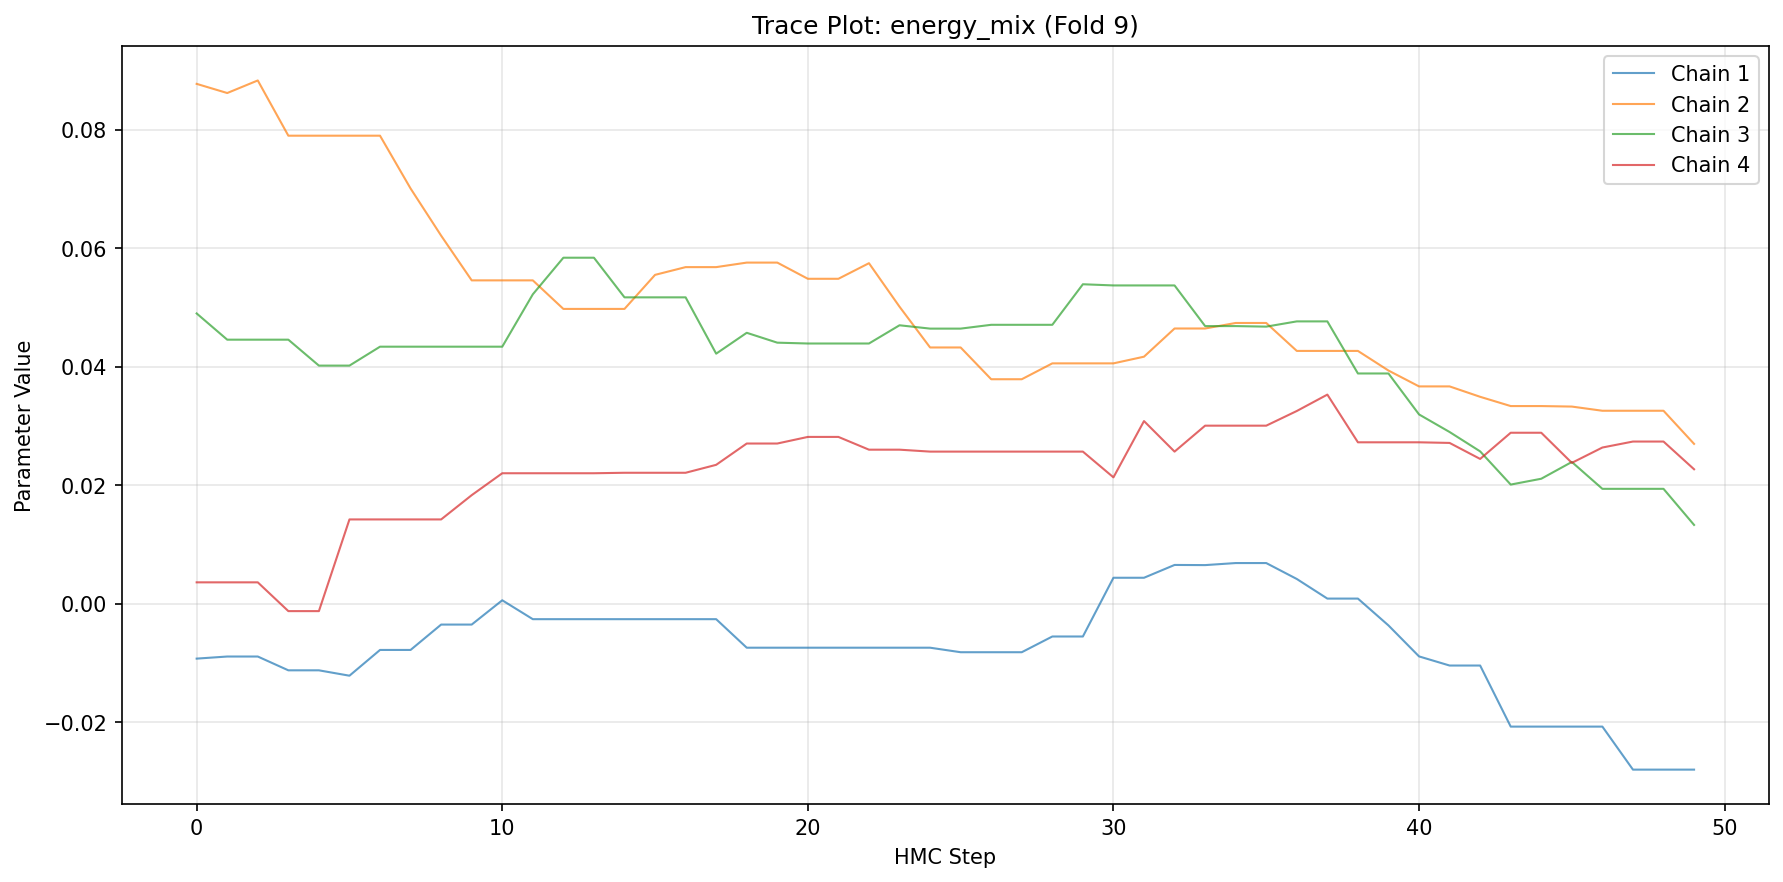 Trace Plot: energy_mix (Fold 9)
Chain 1
Chain 2
Chain 3
Chain 4
Parameter Value
0.08
0.06
0.04
0.02
0.00
−0.02
0
10
20
30
40
50
HMC Step